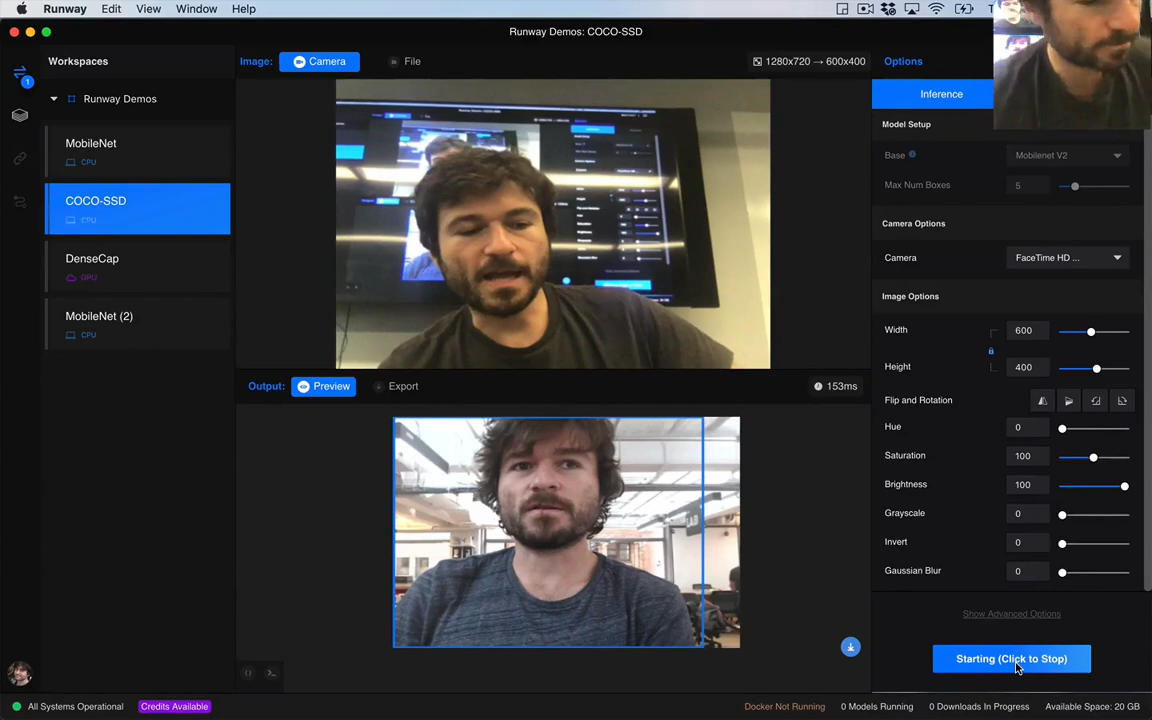 Runway Edit View Window Help
Runway Demos: COCO-SSD
Workspaces
1
Runway Demos
MobileNet
CPU
COCO-SSD
CPU
DenseCap
GPU
MobileNet (2)
CPU
Image: Camera File 1280x720 → 600x400
Output: Preview Export 153ms
Options
Inference
Model Setup
Base Mobilenet V2
Max Num Boxes 5
Camera Options
Camera FaceTime HD ...
Image Options
Width 600
Height 400
Flip and Rotation
Hue 0
Saturation 100
Brightness 100
Grayscale 0
Invert 0
Gaussian Blur 0
Show Advanced Options
Starting (Click to Stop)
All Systems Operational Credits Available Docker Not Running 0 Models Running 0 Downloads In Progress Available Space: 20 GB